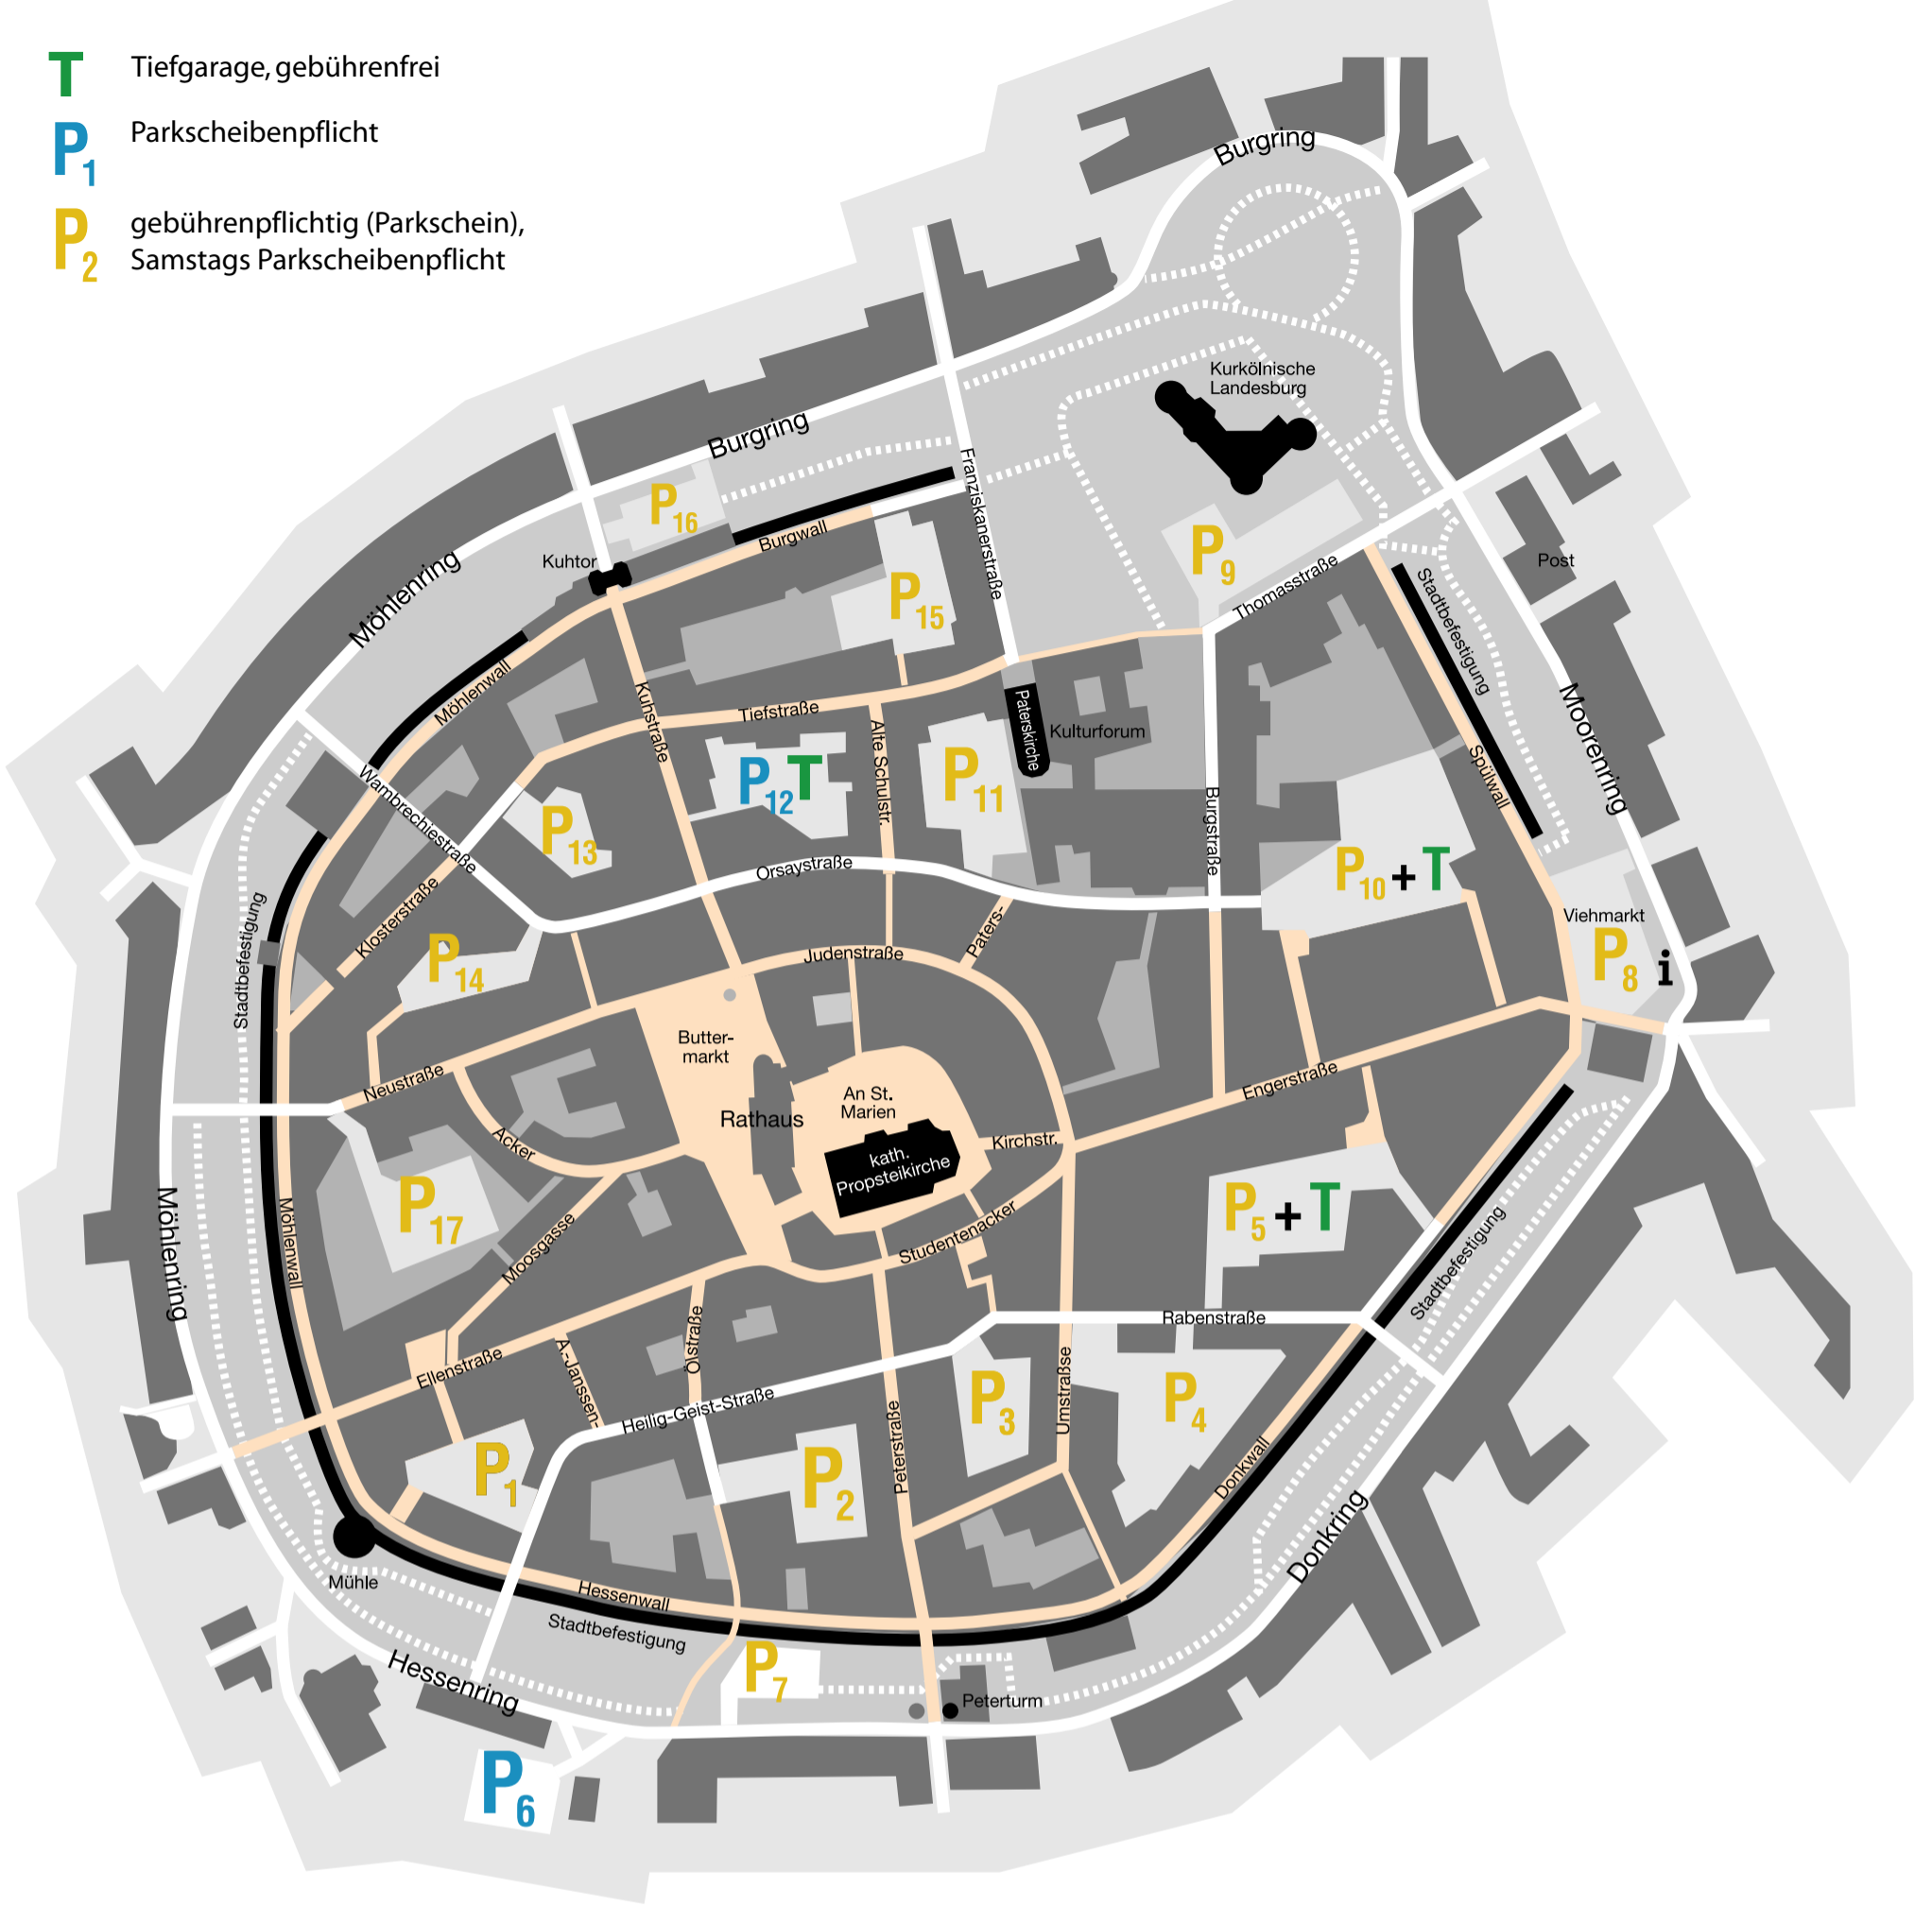 T Tiefgarage, gebührenfrei
P1 Parkscheibenpflicht
P2 gebührenpflichtig (Parkschein),
Samstags Parkscheibenpflicht
Burgring
Kurkölnische
Landesburg
Burgring
Franziskanerstraße
P16
Burgwall
Kuhtor
P9
Post
Möhlenring
Thomasstraße
Stadtbefestigung
P15
Möhlenwall
Kuhstraße
Tiefstraße
Paterskirche
Kulturforum
Moorenring
Alte Schulstr.
Spülwall
P12 T
P11
Wambrechiestraße
P13
Burgstraße
Orsaystraße
P10 + T
Klosterstraße
Stadtbefestigung
Viehmarkt
P8 i
P14
Paters-
Judenstraße
Butter-
markt
Neustraße
Engerstraße
An St.
Marien
Rathaus
Kirchstr.
Acker
kath.
Propsteikirche
P17
P5 + T
Möhlenring
Möhlenwall
Moosgasse
Studentenacker
Stadtbefestigung
Rabenstraße
Ölstraße
Ellenstraße
A.-Janssen-
Umstraßse
Heilig-Geist-Straße
P3
P4
Peterstraße
P1
P2
Donkwall
Donkring
Mühle
Hessenwall
Stadtbefestigung
Hessenring
P7
Peterturm
P6